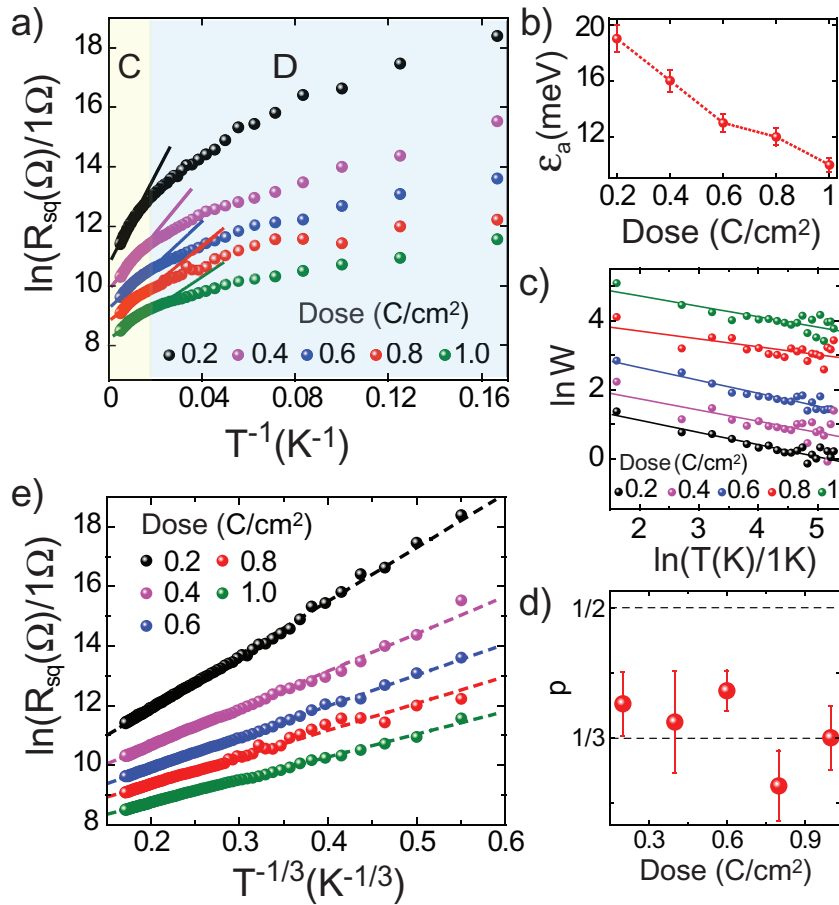 a)
C
D
ln(R_sq(Ω)/1Ω)
18
16
14
12
10
8
Dose (C/cm²)
0.2 0.4 0.6 0.8 1.0
0.00 0.04 0.08 0.12 0.16
T⁻¹(K⁻¹)
b)
εₐ(meV)
20
16
12
0.2 0.4 0.6 0.8 1
Dose (C/cm²)
c)
ln W
4
2
0
Dose (C/cm²)
0.2 0.4 0.6 0.8 1
2 3 4 5
ln(T(K)/1K)
e)
ln(R_sq(Ω)/1Ω)
18
16
14
12
10
8
Dose (C/cm²)
0.2 0.8
0.4 1.0
0.6
0.2 0.3 0.4 0.5 0.6
T⁻¹/³(K⁻¹/³)
d)
p
1/2
1/3
0.3 0.6 0.9
Dose (C/cm²)